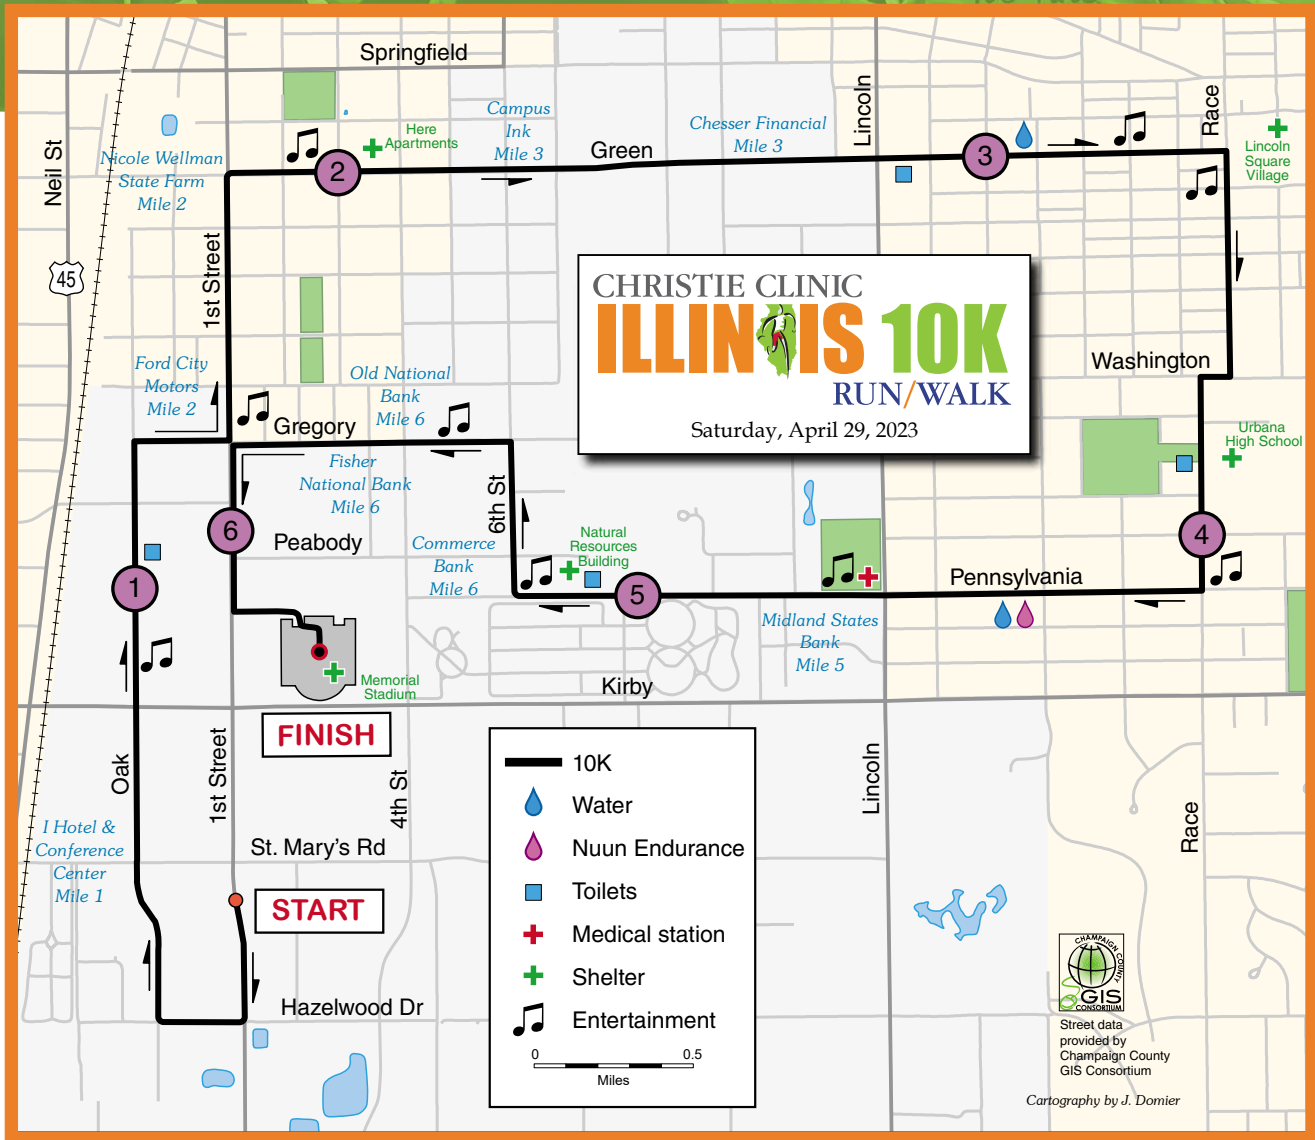 Springfield
Neil St
45
Nicole Wellman
State Farm
Mile 2
Here
Apartments
2
Campus
Ink
Mile 3
Green
Chesser Financial
Mile 3
Lincoln
3
Race
Lincoln
Square
Village
1st Street
CHRISTIE CLINIC
ILLINOIS 10K
RUN/WALK
Saturday, April 29, 2023
Washington
Ford City
Motors
Mile 2
Old National
Bank
Mile 6
Gregory
Fisher
National Bank
Mile 6
6th St
Urbana
High School
6
Peabody
Commerce
Bank
Mile 6
Natural
Resources
Building
4
1
5
Pennsylvania
Midland States
Bank
Mile 5
Memorial
Stadium
Kirby
FINISH
Oak
1st Street
4th St
Lincoln
Race
I Hotel &
Conference
Center
Mile 1
St. Mary's Rd
START
Hazelwood Dr
10K
Water
Nuun Endurance
Toilets
Medical station
Shelter
Entertainment
0 0.5
Miles
CHAMPAIGN COUNTY
GIS
CONSORTIUM
Street data
provided by
Champaign County
GIS Consortium
Cartography by J. Domier